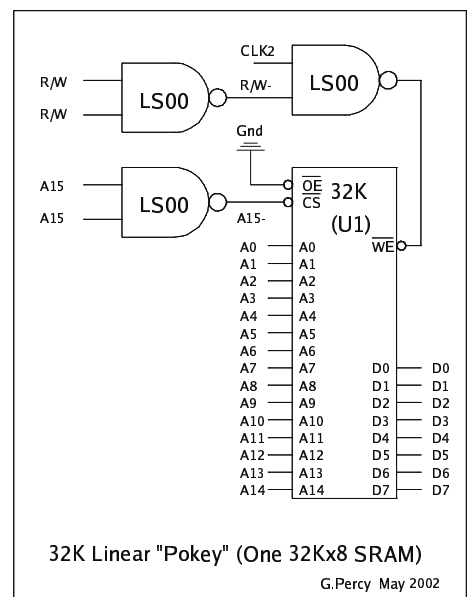 CLK2
R/W
LS00
R/W-
LS00
R/W
Gnd
A15
LS00
A15
A15-
OE
CS
32K
(U1)
WE
A0 A0
A1 A1
A2 A2
A3 A3
A4 A4
A5 A5
A6 A6
A7 A7 D0 D0
A8 A8 D1 D1
A9 A9 D2 D2
A10 A10 D3 D3
A11 A11 D4 D4
A12 A12 D5 D5
A13 A13 D6 D6
A14 A14 D7 D7
32K Linear "Pokey" (One 32Kx8 SRAM)
G.Percy May 2002